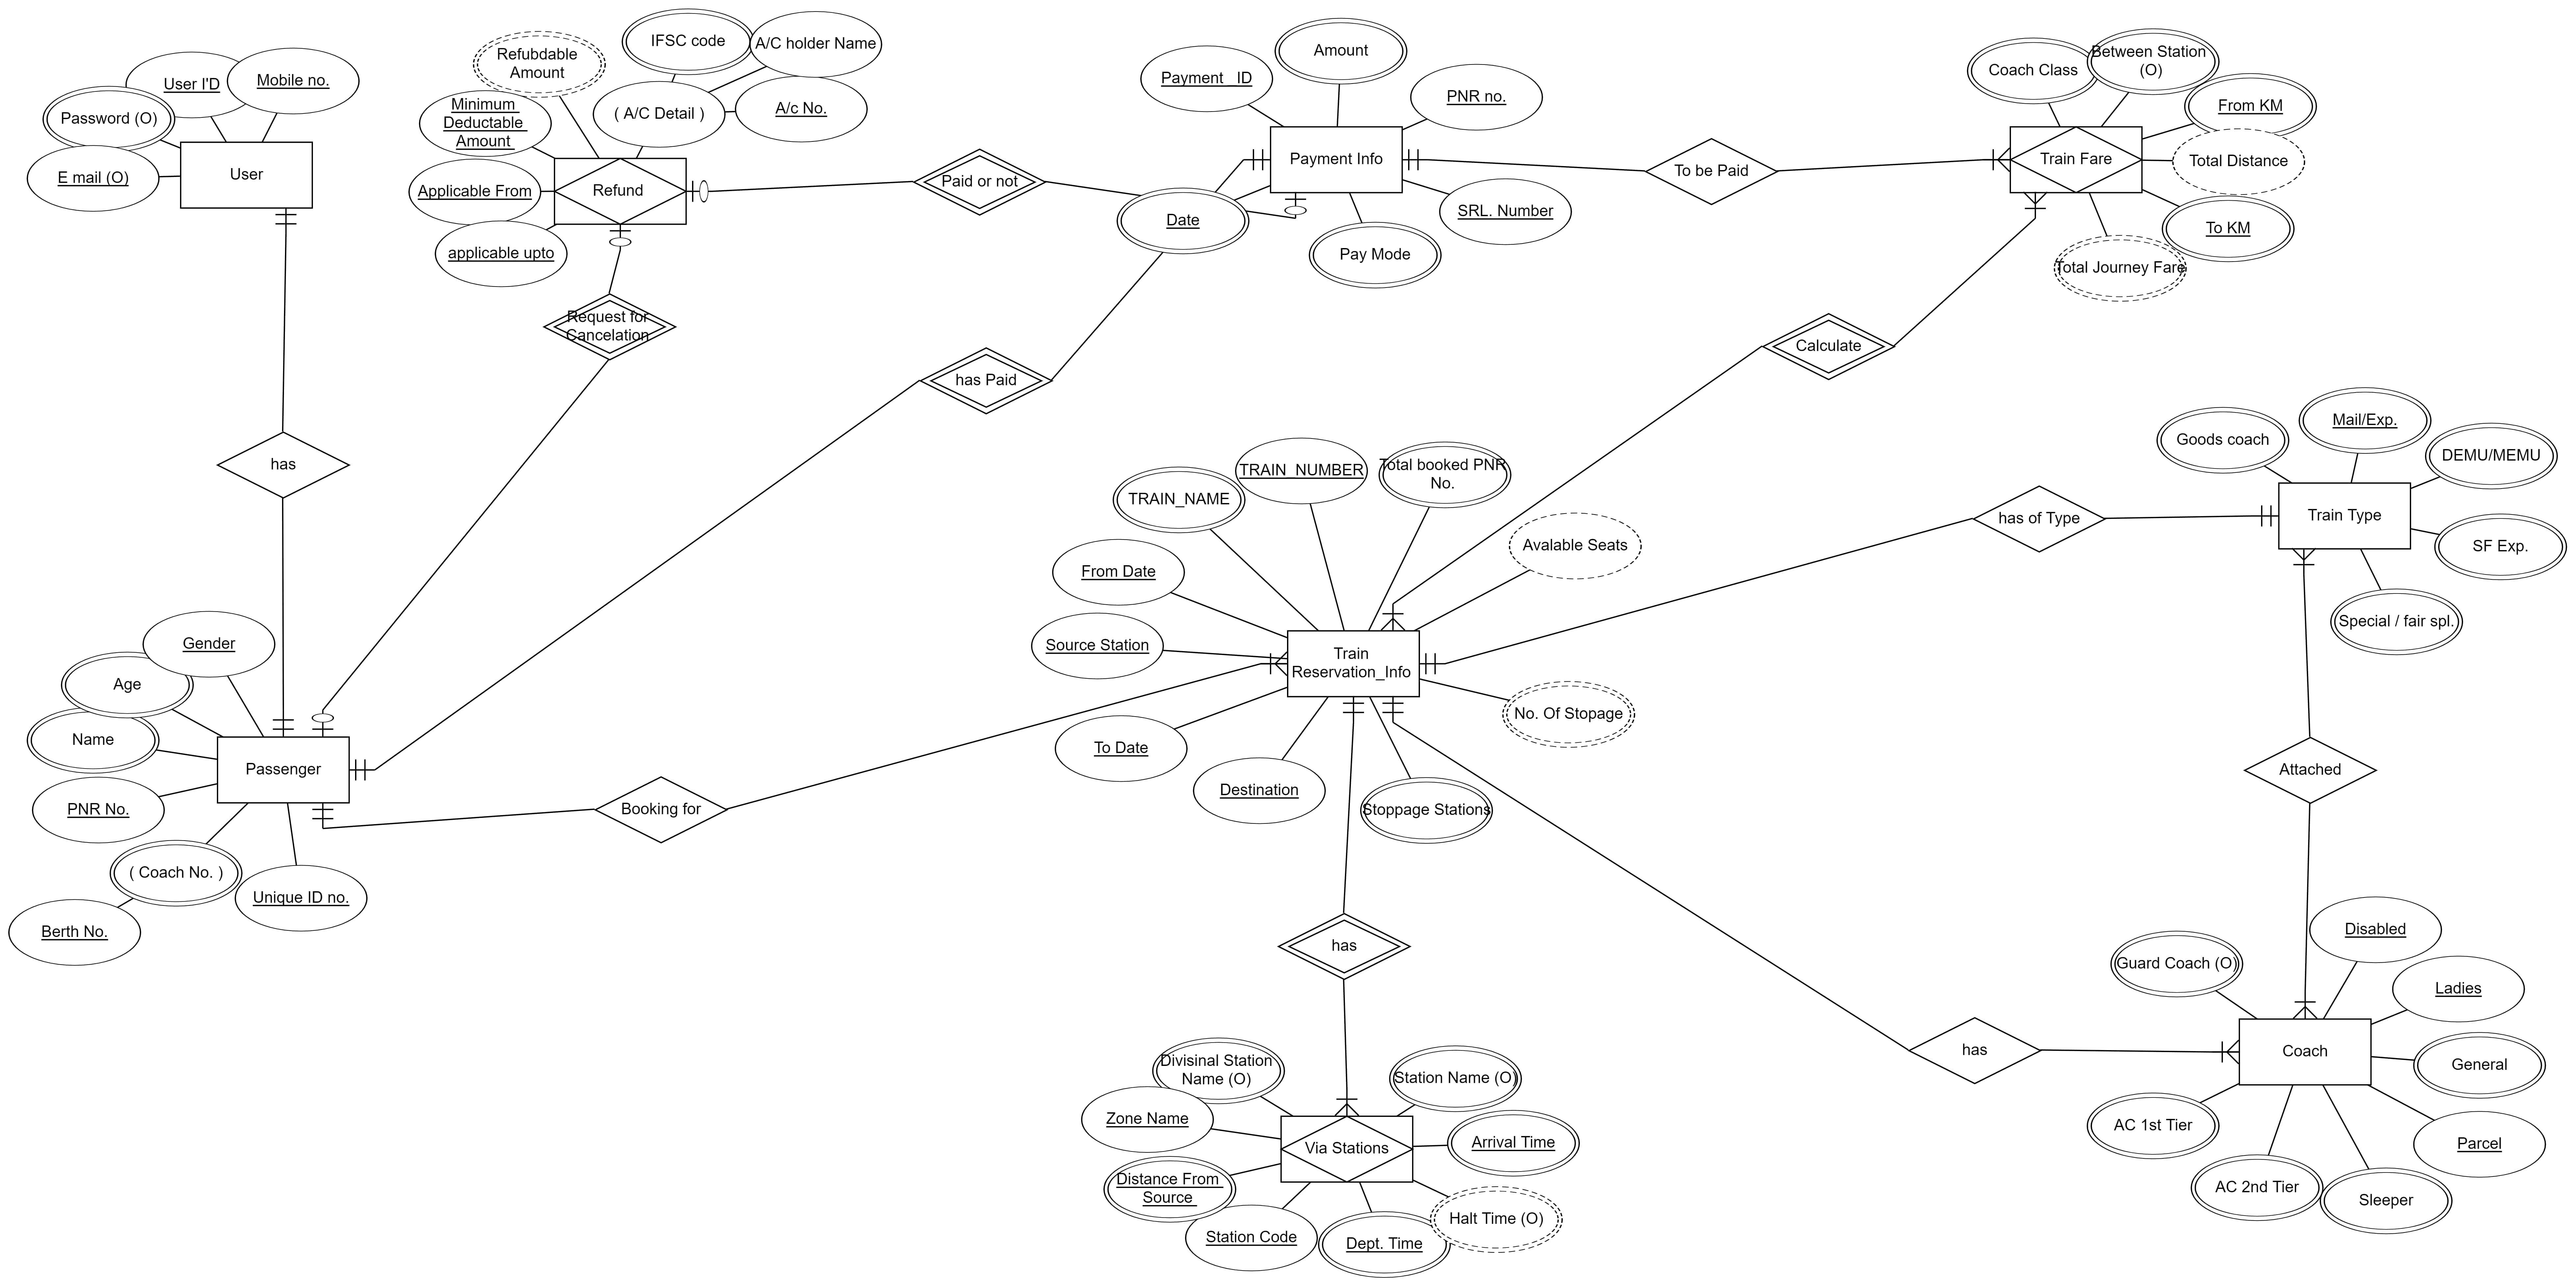 User I'D
Mobile no.
Password (O)
E mail (O)
User
Refubdable
Amount
IFSC code
A/C holder Name
( A/C Detail )
A/c No.
Minimum
Deductable
Amount
Applicable From
applicable upto
Refund
Paid or not
Request for
Cancelation
has Paid
Payment _ID
Amount
PNR no.
Payment Info
Date
SRL. Number
Pay Mode
To be Paid
Coach Class
Between Station
(O)
From KM
Train Fare
Total Distance
To KM
Total Journey Fare
Calculate
has
Goods coach
Mail/Exp.
DEMU/MEMU
Train Type
SF Exp.
Special / fair spl.
has of Type
TRAIN_NAME
TRAIN_NUMBER
Total booked PNR
No.
Avalable Seats
From Date
Source Station
Train
Reservation_Info
To Date
Destination
Stoppage Stations
No. Of Stopage
Gender
Age
Name
Passenger
PNR No.
( Coach No. )
Unique ID no.
Berth No.
Booking for
Attached
has
has
Guard Coach (O)
Disabled
Ladies
General
Coach
AC 1st Tier
AC 2nd Tier
Sleeper
Parcel
Divisinal Station
Name (O)
Zone Name
Distance From
Source
Station Code
Via Stations
Station Name (O)
Arrival Time
Halt Time (O)
Dept. Time